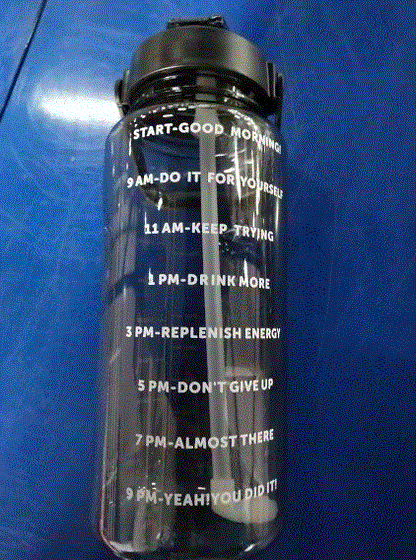 START-GOOD MORNING!
9 AM-DO IT FOR YOURSELF
11 AM-KEEP TRYING
1 PM-DRINK MORE
3 PM-REPLENISH ENERGY
5 PM-DON'T GIVE UP
7 PM-ALMOST THERE
9 PM-YEAH!YOU DID IT!